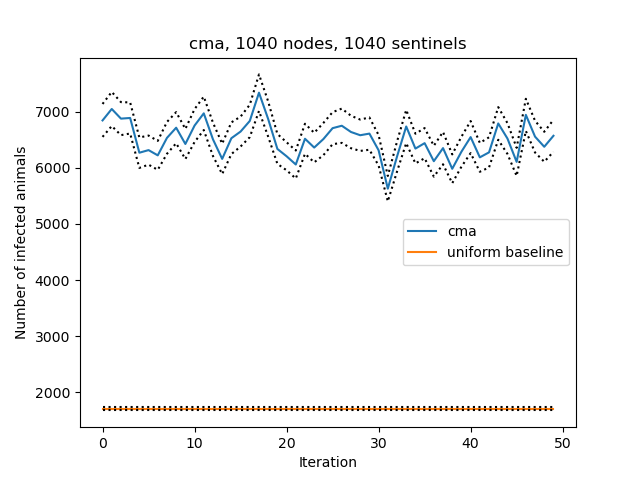 cma, 1040 nodes, 1040 sentinels
Number of infected animals
7000
6000
5000
4000
3000
2000
cma
uniform baseline
0
10
20
30
40
50
Iteration